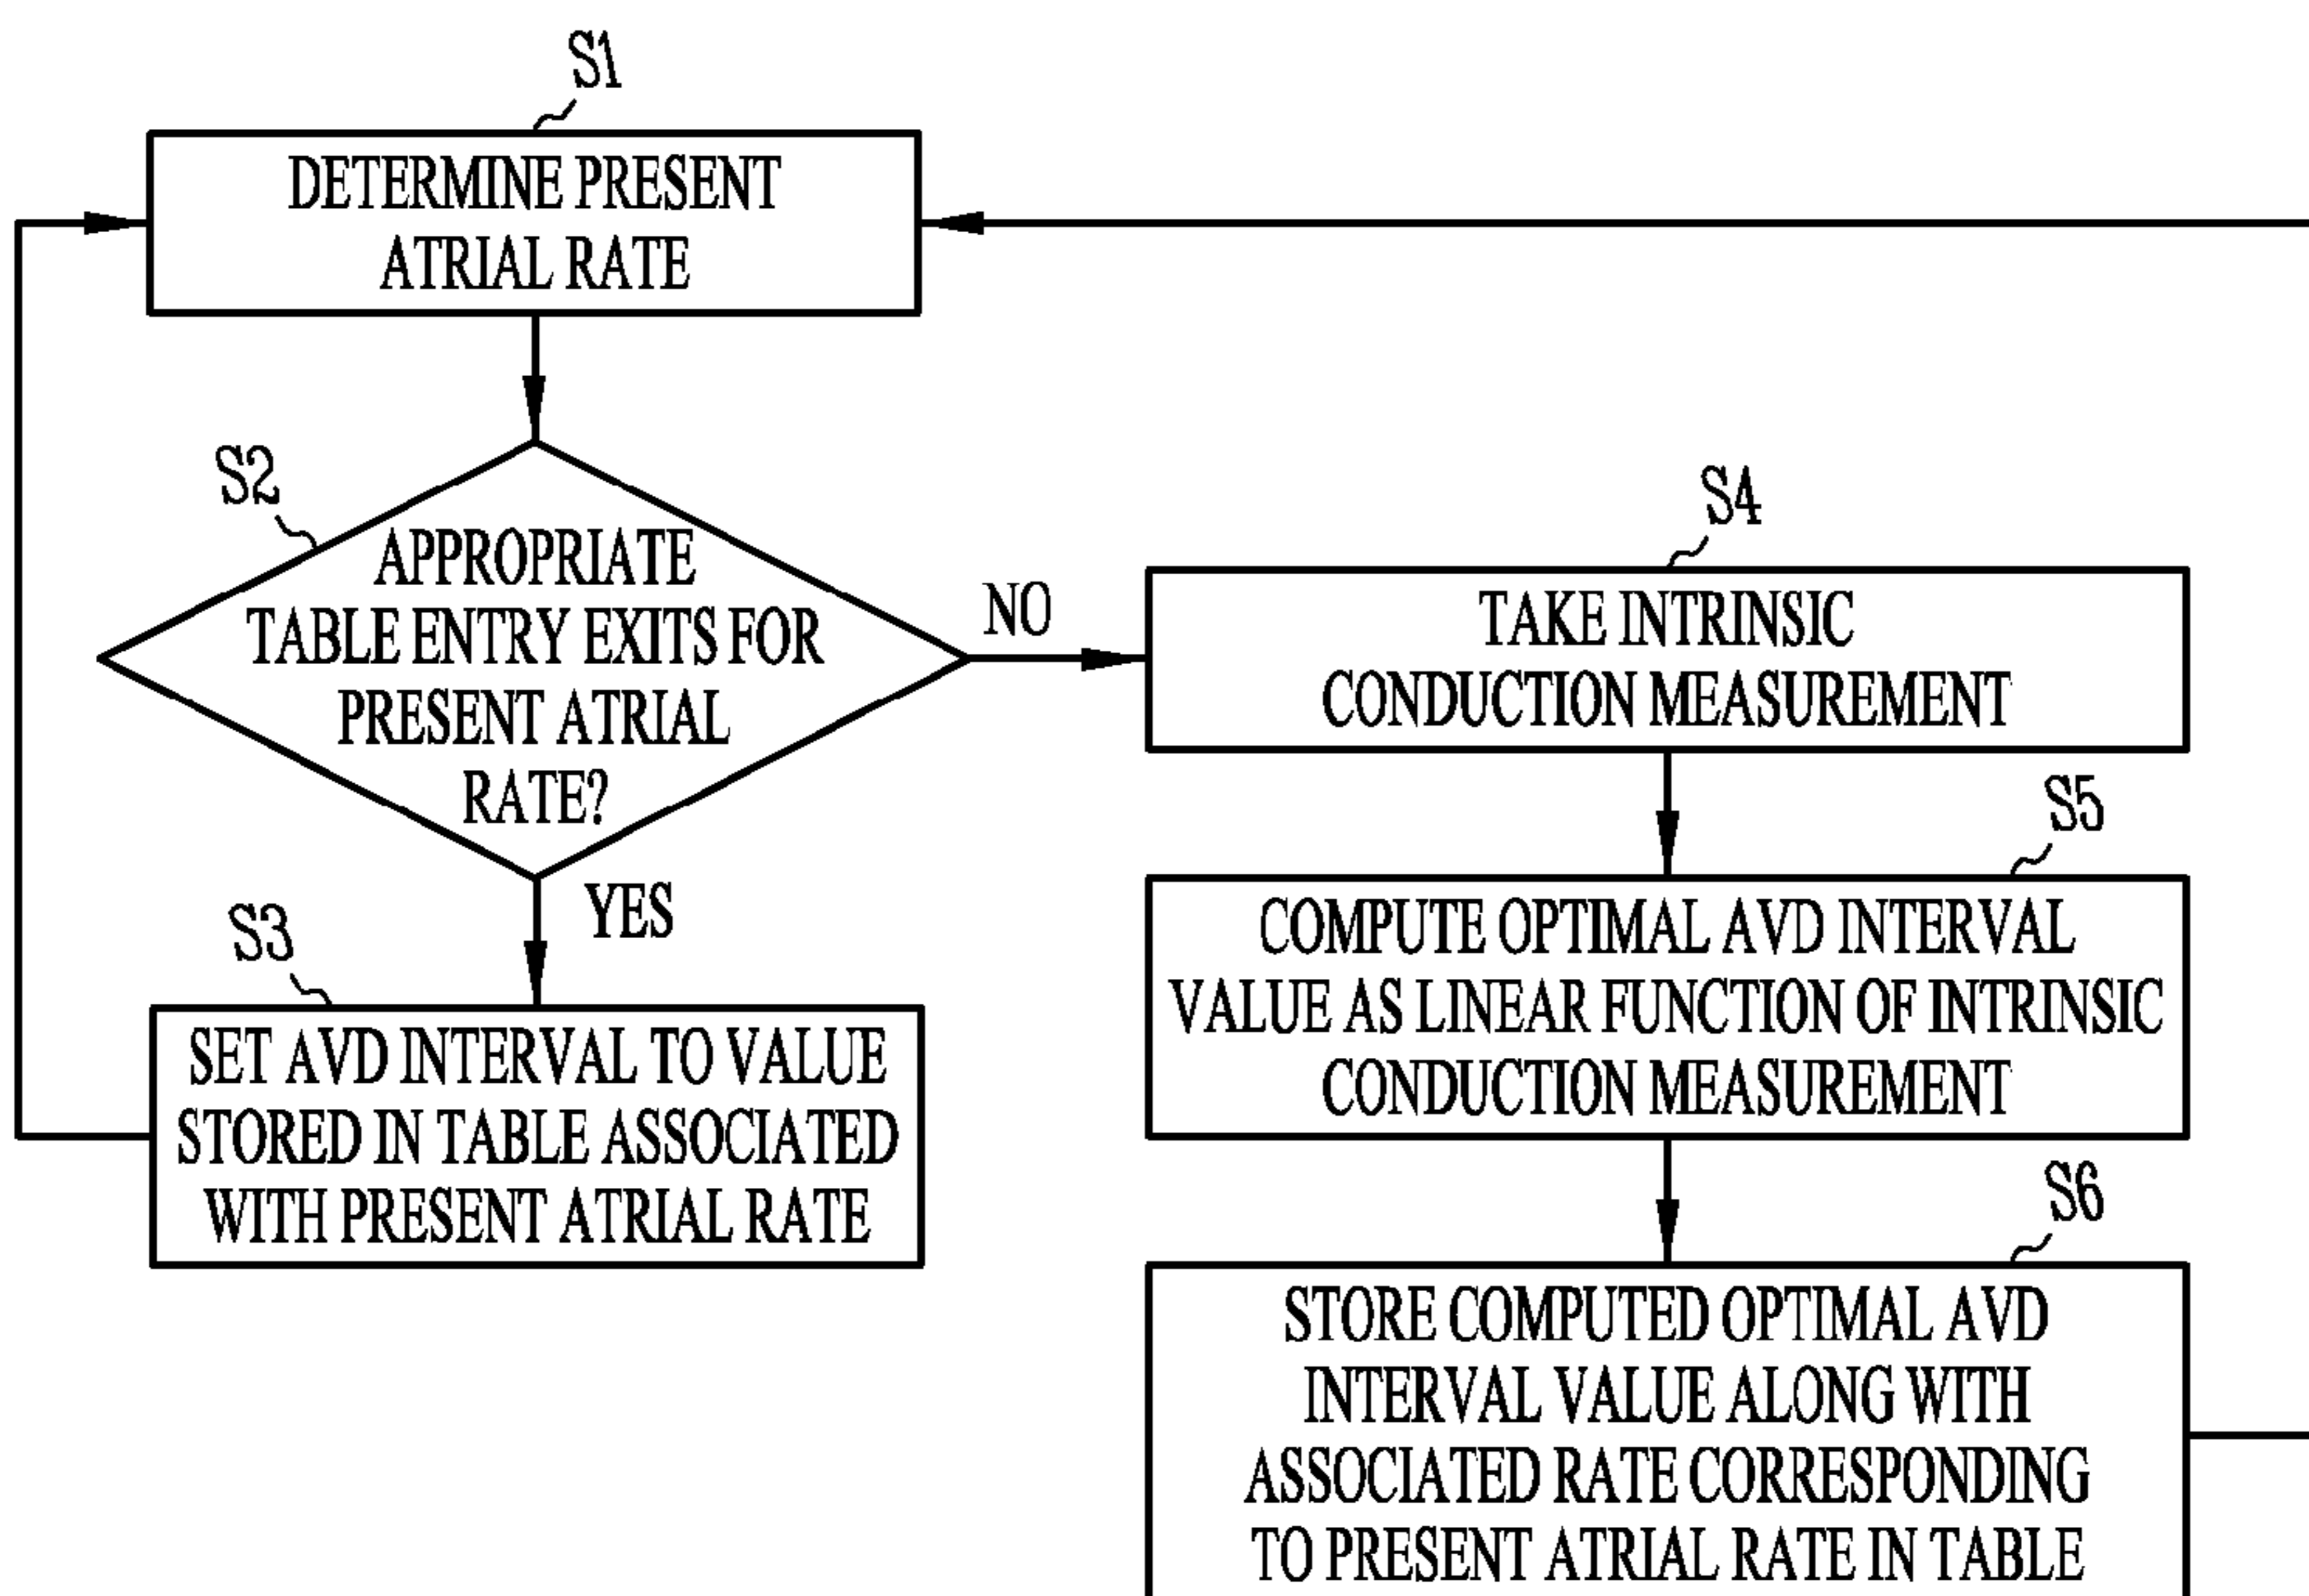 S1
DETERMINE PRESENT
ATRIAL RATE
S2
APPROPRIATE
TABLE ENTRY EXITS FOR
PRESENT ATRIAL
RATE?
NO
YES
S3
SET AVD INTERVAL TO VALUE
STORED IN TABLE ASSOCIATED
WITH PRESENT ATRIAL RATE
S4
TAKE INTRINSIC
CONDUCTION MEASUREMENT
S5
COMPUTE OPTIMAL AVD INTERVAL
VALUE AS LINEAR FUNCTION OF INTRINSIC
CONDUCTION MEASUREMENT
S6
STORE COMPUTED OPTIMAL AVD
INTERVAL VALUE ALONG WITH
ASSOCIATED RATE CORRESPONDING
TO PRESENT ATRIAL RATE IN TABLE